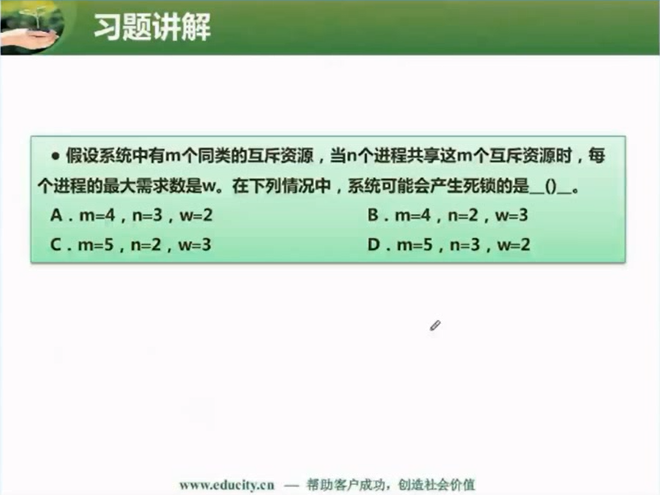 习题讲解
● 假设系统中有m个同类的互斥资源，当n个进程共享这m个互斥资源时，每
个进程的最大需求数是w。在下列情况中，系统可能会产生死锁的是__()__。
A．m=4，n=3，w=2 B．m=4，n=2，w=3
C．m=5，n=2，w=3 D．m=5，n=3，w=2
www.educity.cn — 帮助客户成功，创造社会价值